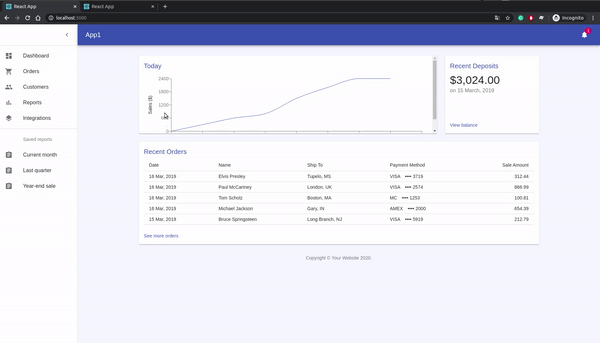 React App
React App
localhost:3000
Incognito
App1
Dashboard
Orders
Customers
Reports
Integrations
Saved reports
Current month
Last quarter
Year-end sale
Today
Sales ($)
2400
1800
1200
0
Recent Deposits
$3,024.00
on 15 March, 2019
View balance
Recent Orders
Date Name Ship To Payment Method Sale Amount
16 Mar, 2019 Elvis Presley Tupelo, MS VISA •••• 3719 312.44
16 Mar, 2019 Paul McCartney London, UK VISA •••• 2574 866.99
16 Mar, 2019 Tom Scholz Boston, MA MC •••• 1253 100.81
16 Mar, 2019 Michael Jackson Gary, IN AMEX •••• 2000 654.39
15 Mar, 2019 Bruce Springsteen Long Branch, NJ VISA •••• 5919 212.79
See more orders
Copyright © Your Website 2020.